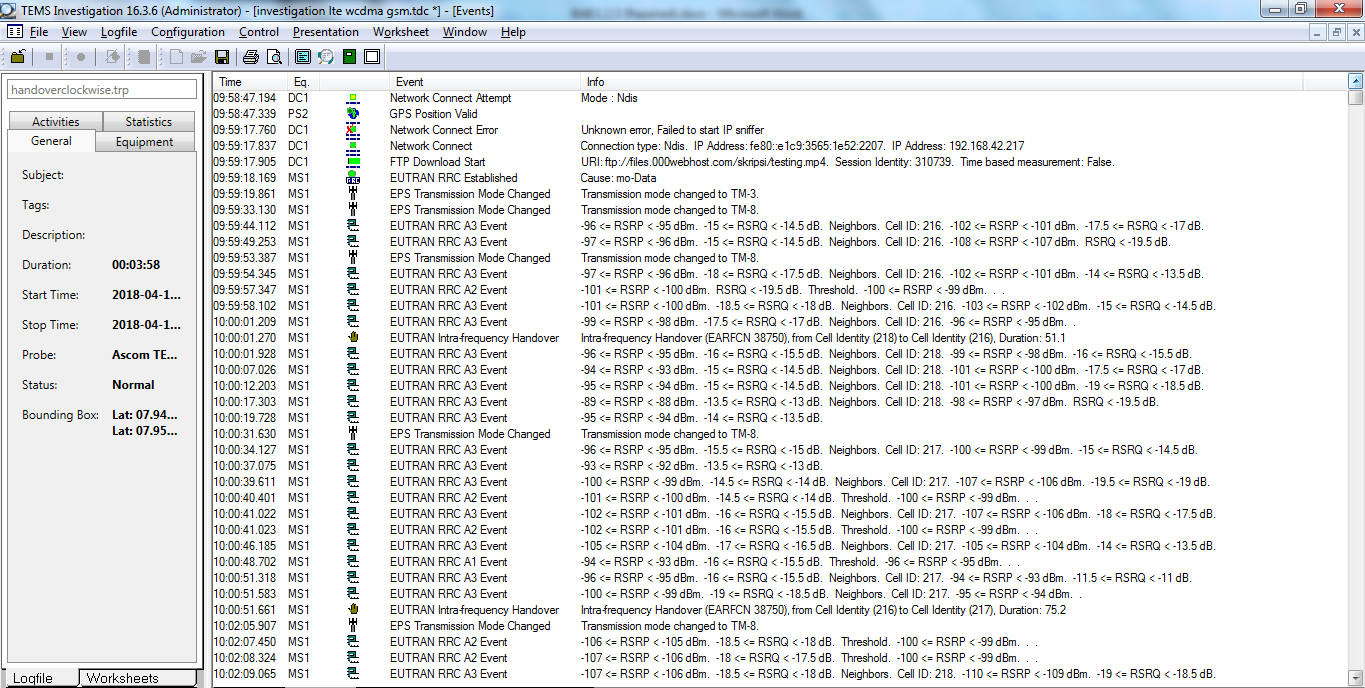 TEMS Investigation 16.3.6 (Administrator) - [investigation lte wcdma gsm.tdc *] - [Events]
File View Logfile Configuration Control Presentation Worksheet Window Help
handoverclockwise.trp
Activities Statistics
General Equipment
Subject:
Tags:
Description:
Duration: 00:03:58
Start Time: 2018-04-1...
Stop Time: 2018-04-1...
Probe: Ascom TE...
Status: Normal
Bounding Box: Lat: 07.94...
Lat: 07.95...
Logfile Worksheets
Time Eq. Event Info
09:58:47.194 DC1 Network Connect Attempt Mode : Ndis
09:58:47.339 PS2 GPS Position Valid
09:59:17.760 DC1 Network Connect Error Unknown error, Failed to start IP sniffer
09:59:17.837 DC1 Network Connect Connection type: Ndis. IP Address: fe80::e1c9:3565:1e52:2207. IP Address: 192.168.42.217
09:59:17.905 DC1 FTP Download Start URI: ftp://files.000webhost.com/skripsi/testing.mp4. Session Identity: 310739. Time based measurement: False.
09:59:18.169 MS1 EUTRAN RRC Established Cause: mo-Data
09:59:19.861 MS1 EPS Transmission Mode Changed Transmission mode changed to TM-3.
09:59:33.130 MS1 EPS Transmission Mode Changed Transmission mode changed to TM-8.
09:59:44.112 MS1 EUTRAN RRC A3 Event -96 <= RSRP < -95 dBm. -15 <= RSRQ < -14.5 dB. Neighbors. Cell ID: 216. -102 <= RSRP < -101 dBm. -17.5 <= RSRQ < -17 dB.
09:59:49.253 MS1 EUTRAN RRC A3 Event -97 <= RSRP < -96 dBm. -15 <= RSRQ < -14.5 dB. Neighbors. Cell ID: 216. -108 <= RSRP < -107 dBm. RSRQ < -19.5 dB.
09:59:53.387 MS1 EPS Transmission Mode Changed Transmission mode changed to TM-8.
09:59:54.345 MS1 EUTRAN RRC A3 Event -97 <= RSRP < -96 dBm. -18 <= RSRQ < -17.5 dB. Neighbors. Cell ID: 216. -102 <= RSRP < -101 dBm. -14 <= RSRQ < -13.5 dB.
09:59:57.347 MS1 EUTRAN RRC A2 Event -101 <= RSRP < -100 dBm. RSRQ < -19.5 dB. Threshold. -100 <= RSRP < -99 dBm. . .
09:59:58.102 MS1 EUTRAN RRC A3 Event -101 <= RSRP < -100 dBm. -18.5 <= RSRQ < -18 dB. Neighbors. Cell ID: 216. -103 <= RSRP < -102 dBm. -15 <= RSRQ < -14.5 dB.
10:00:01.209 MS1 EUTRAN RRC A3 Event -99 <= RSRP < -98 dBm. -17.5 <= RSRQ < -17 dB. Neighbors. Cell ID: 216. -96 <= RSRP < -95 dBm. .
10:00:01.270 MS1 EUTRAN Intra-frequency Handover Intra-frequency Handover (EARFCN 38750), from Cell Identity (218) to Cell Identity (216), Duration: 51.1
10:00:01.928 MS1 EUTRAN RRC A3 Event -96 <= RSRP < -95 dBm. -16 <= RSRQ < -15.5 dB. Neighbors. Cell ID: 218. -99 <= RSRP < -98 dBm. -16 <= RSRQ < -15.5 dB.
10:00:07.026 MS1 EUTRAN RRC A3 Event -94 <= RSRP < -93 dBm. -15 <= RSRQ < -14.5 dB. Neighbors. Cell ID: 218. -101 <= RSRP < -100 dBm. -17.5 <= RSRQ < -17 dB.
10:00:12.203 MS1 EUTRAN RRC A3 Event -95 <= RSRP < -94 dBm. -15 <= RSRQ < -14.5 dB. Neighbors. Cell ID: 218. -101 <= RSRP < -100 dBm. -19 <= RSRQ < -18.5 dB.
10:00:17.303 MS1 EUTRAN RRC A3 Event -89 <= RSRP < -88 dBm. -13.5 <= RSRQ < -13 dB. Neighbors. Cell ID: 218. -98 <= RSRP < -97 dBm. RSRQ < -19.5 dB.
10:00:19.728 MS1 EUTRAN RRC A3 Event -95 <= RSRP < -94 dBm. -14 <= RSRQ < -13.5 dB.
10:00:31.630 MS1 EPS Transmission Mode Changed Transmission mode changed to TM-8.
10:00:34.127 MS1 EUTRAN RRC A3 Event -96 <= RSRP < -95 dBm. -15.5 <= RSRQ < -15 dB. Neighbors. Cell ID: 217. -100 <= RSRP < -99 dBm. -15 <= RSRQ < -14.5 dB.
10:00:37.075 MS1 EUTRAN RRC A3 Event -93 <= RSRP < -92 dBm. -13.5 <= RSRQ < -13 dB.
10:00:39.611 MS1 EUTRAN RRC A3 Event -100 <= RSRP < -99 dBm. -14.5 <= RSRQ < -14 dB. Neighbors. Cell ID: 217. -107 <= RSRP < -106 dBm. -19.5 <= RSRQ < -19 dB.
10:00:40.401 MS1 EUTRAN RRC A2 Event -101 <= RSRP < -100 dBm. -14.5 <= RSRQ < -14 dB. Threshold. -100 <= RSRP < -99 dBm. . .
10:00:41.022 MS1 EUTRAN RRC A3 Event -102 <= RSRP < -101 dBm. -16 <= RSRQ < -15.5 dB. Neighbors. Cell ID: 217. -107 <= RSRP < -106 dBm. -18 <= RSRQ < -17.5 dB.
10:00:41.023 MS1 EUTRAN RRC A2 Event -102 <= RSRP < -101 dBm. -16 <= RSRQ < -15.5 dB. Threshold. -100 <= RSRP < -99 dBm. . .
10:00:46.185 MS1 EUTRAN RRC A3 Event -105 <= RSRP < -104 dBm. -17 <= RSRQ < -16.5 dB. Neighbors. Cell ID: 217. -105 <= RSRP < -104 dBm. -14 <= RSRQ < -13.5 dB.
10:00:48.702 MS1 EUTRAN RRC A1 Event -94 <= RSRP < -93 dBm. -16 <= RSRQ < -15.5 dB. Threshold. -96 <= RSRP < -95 dBm. . .
10:00:51.318 MS1 EUTRAN RRC A3 Event -96 <= RSRP < -95 dBm. -16 <= RSRQ < -15.5 dB. Neighbors. Cell ID: 217. -94 <= RSRP < -93 dBm. -11.5 <= RSRQ < -11 dB.
10:00:51.583 MS1 EUTRAN RRC A3 Event -100 <= RSRP < -99 dBm. -19 <= RSRQ < -18.5 dB. Neighbors. Cell ID: 217. -95 <= RSRP < -94 dBm. .
10:00:51.661 MS1 EUTRAN Intra-frequency Handover Intra-frequency Handover (EARFCN 38750), from Cell Identity (216) to Cell Identity (217), Duration: 75.2
10:02:05.907 MS1 EPS Transmission Mode Changed Transmission mode changed to TM-8.
10:02:07.450 MS1 EUTRAN RRC A2 Event -106 <= RSRP < -105 dBm. -18.5 <= RSRQ < -18 dB. Threshold. -100 <= RSRP < -99 dBm. . .
10:02:08.324 MS1 EUTRAN RRC A2 Event -107 <= RSRP < -106 dBm. -18 <= RSRQ < -17.5 dB. Threshold. -100 <= RSRP < -99 dBm. . .
10:02:09.065 MS1 EUTRAN RRC A3 Event -107 <= RSRP < -106 dBm. -18.5 <= RSRQ < -18 dB. Neighbors. Cell ID: 218. -110 <= RSRP < -109 dBm. -19 <= RSRQ < -18.5 dB.